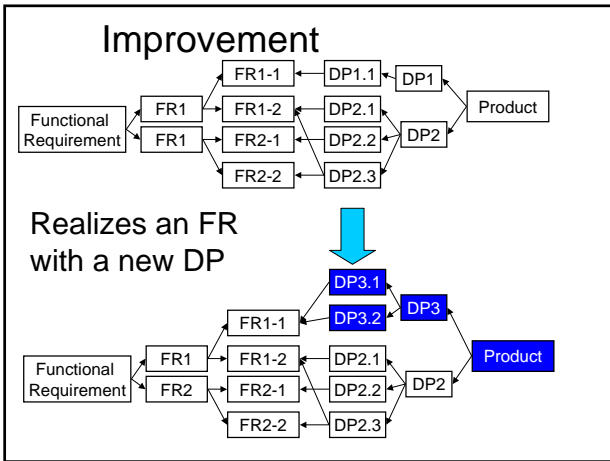 Improvement
FR1-1
DP1.1
DP1
Functional
Requirement
FR1
FR1-2
DP2.1
Product
FR1
FR2-1
DP2.2
DP2
FR2-2
DP2.3
Realizes an FR
with a new DP
DP3.1
DP3
DP3.2
FR1-1
Functional
Requirement
FR1
FR1-2
DP2.1
Product
FR2
FR2-1
DP2.2
DP2
FR2-2
DP2.3